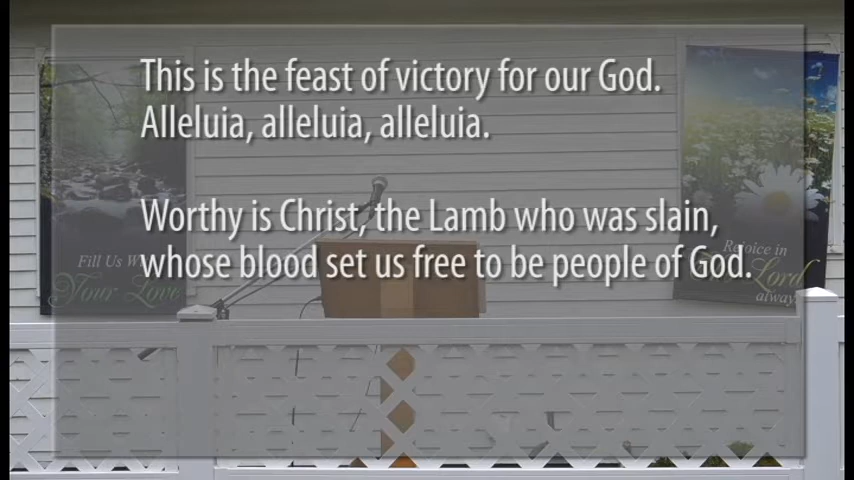 This is the feast of victory for our God.
Alleluia, alleluia, alleluia.
Worthy is Christ, the Lamb who was slain,
whose blood set us free to be people of God.
Fill Us W
Your Love
Rejoice in
Lord
always